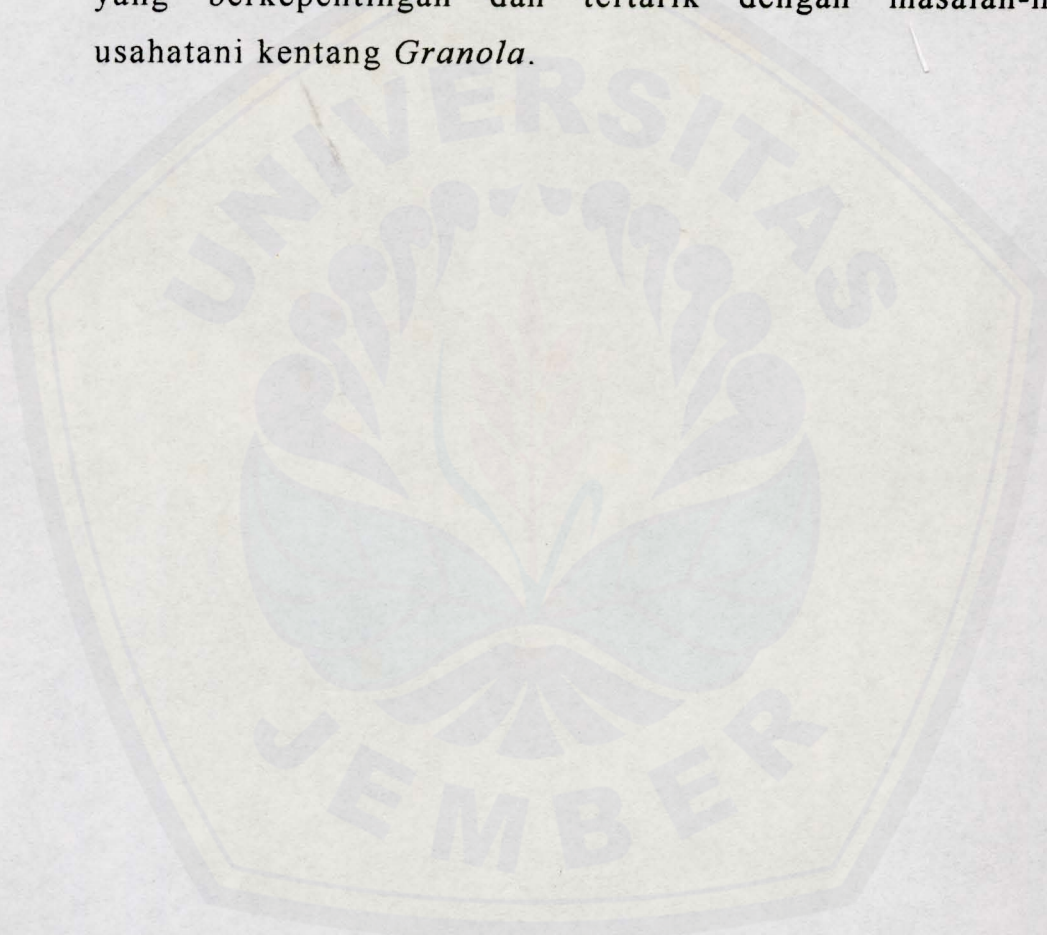 yang berkepentingan dan tertarik dengan
usahatani kentang Granola.
UNIVERSITAS
JEMBER